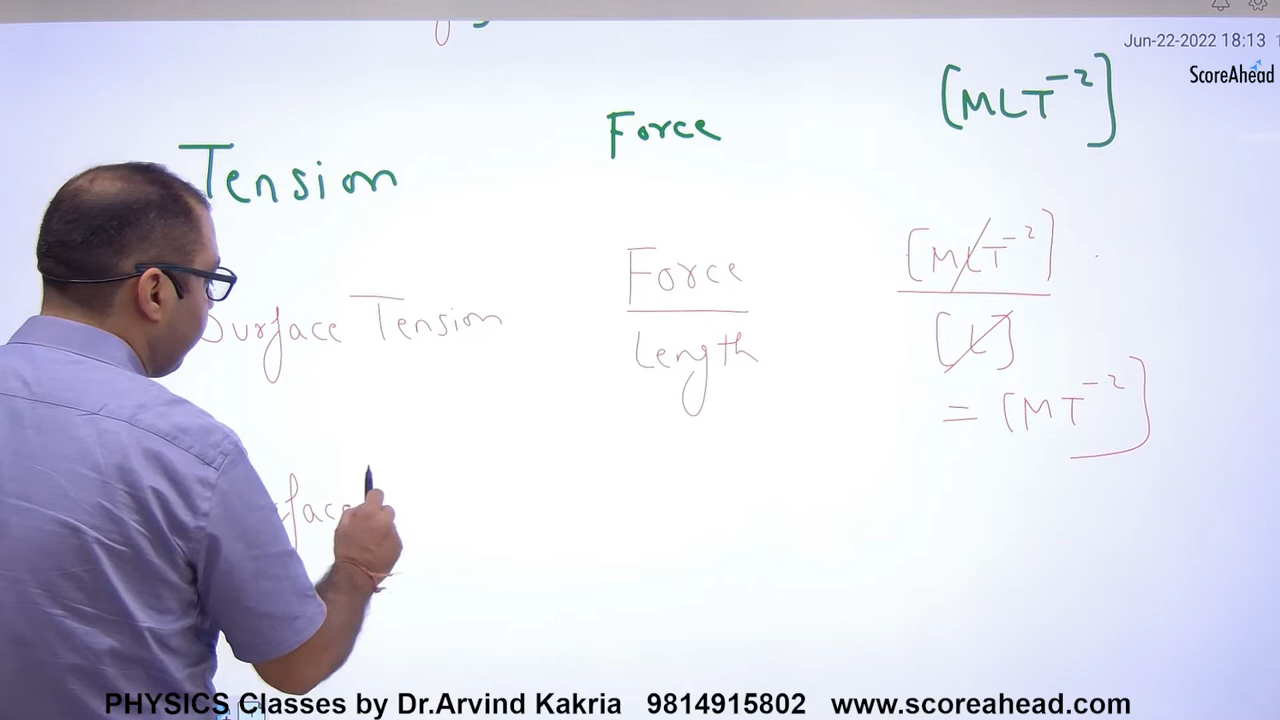 Jun-22-2022 18:13
ScoreAhead
Tension Force [MLT⁻²]
Surface Tension Force [MLT⁻²]
Length [L]
= [MT⁻²]
PHYSICS Classes by Dr.Arvind Kakria 9814915802 www.scoreahead.com